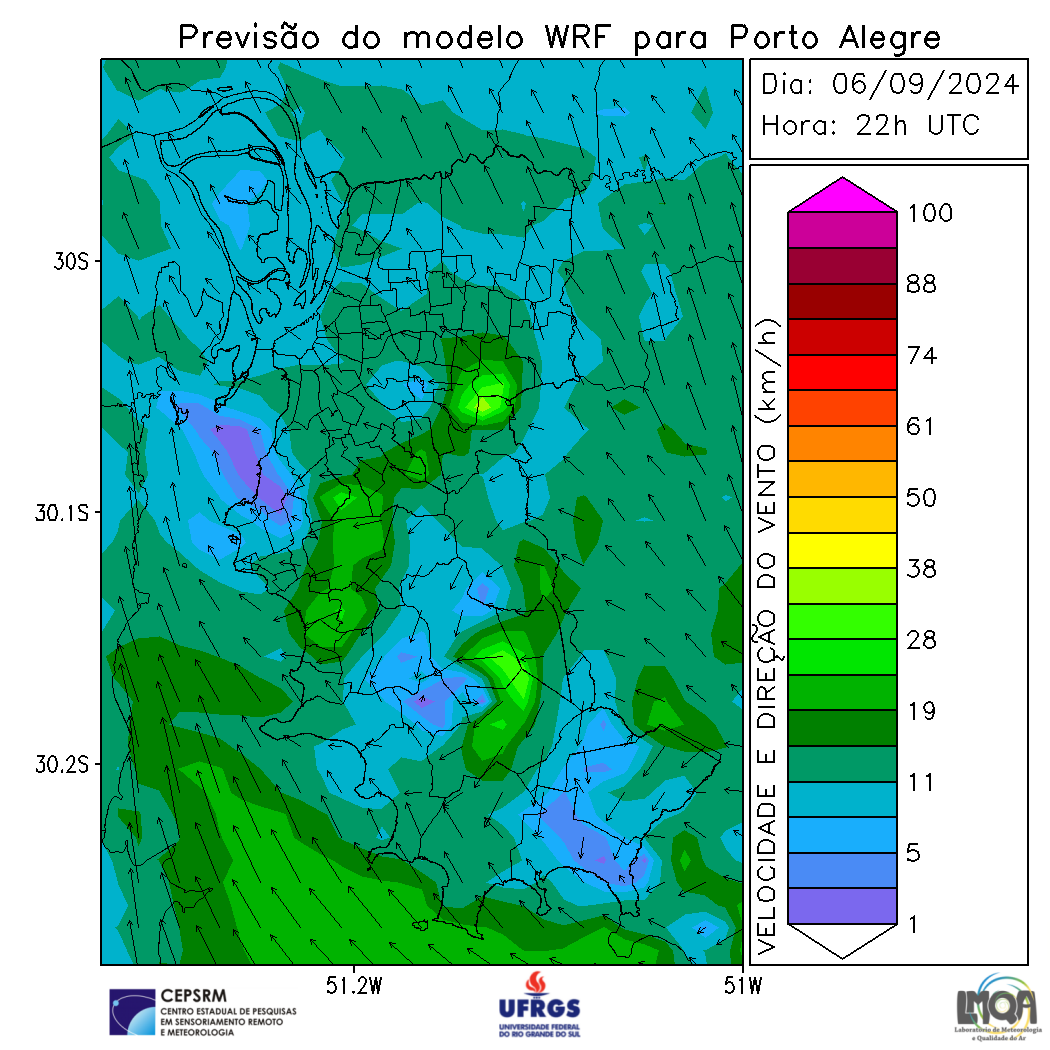 Previsão do modelo WRF para Porto Alegre
Dia: 06/09/2024
Hora: 22h UTC
30S
30.1S
30.2S
51.2W
51W
VELOCIDADE E DIREÇÃO DO VENTO (km/h)
100
88
74
61
50
38
28
19
11
5
1
CEPSRM
CENTRO ESTADUAL DE PESQUISAS
EM SENSORIAMENTO REMOTO
E METEOROLOGIA
UFRGS
UNIVERSIDADE FEDERAL
DO RIO GRANDE DO SUL
LMQA
Laboratório de Meteorologia
e Qualidade do Ar